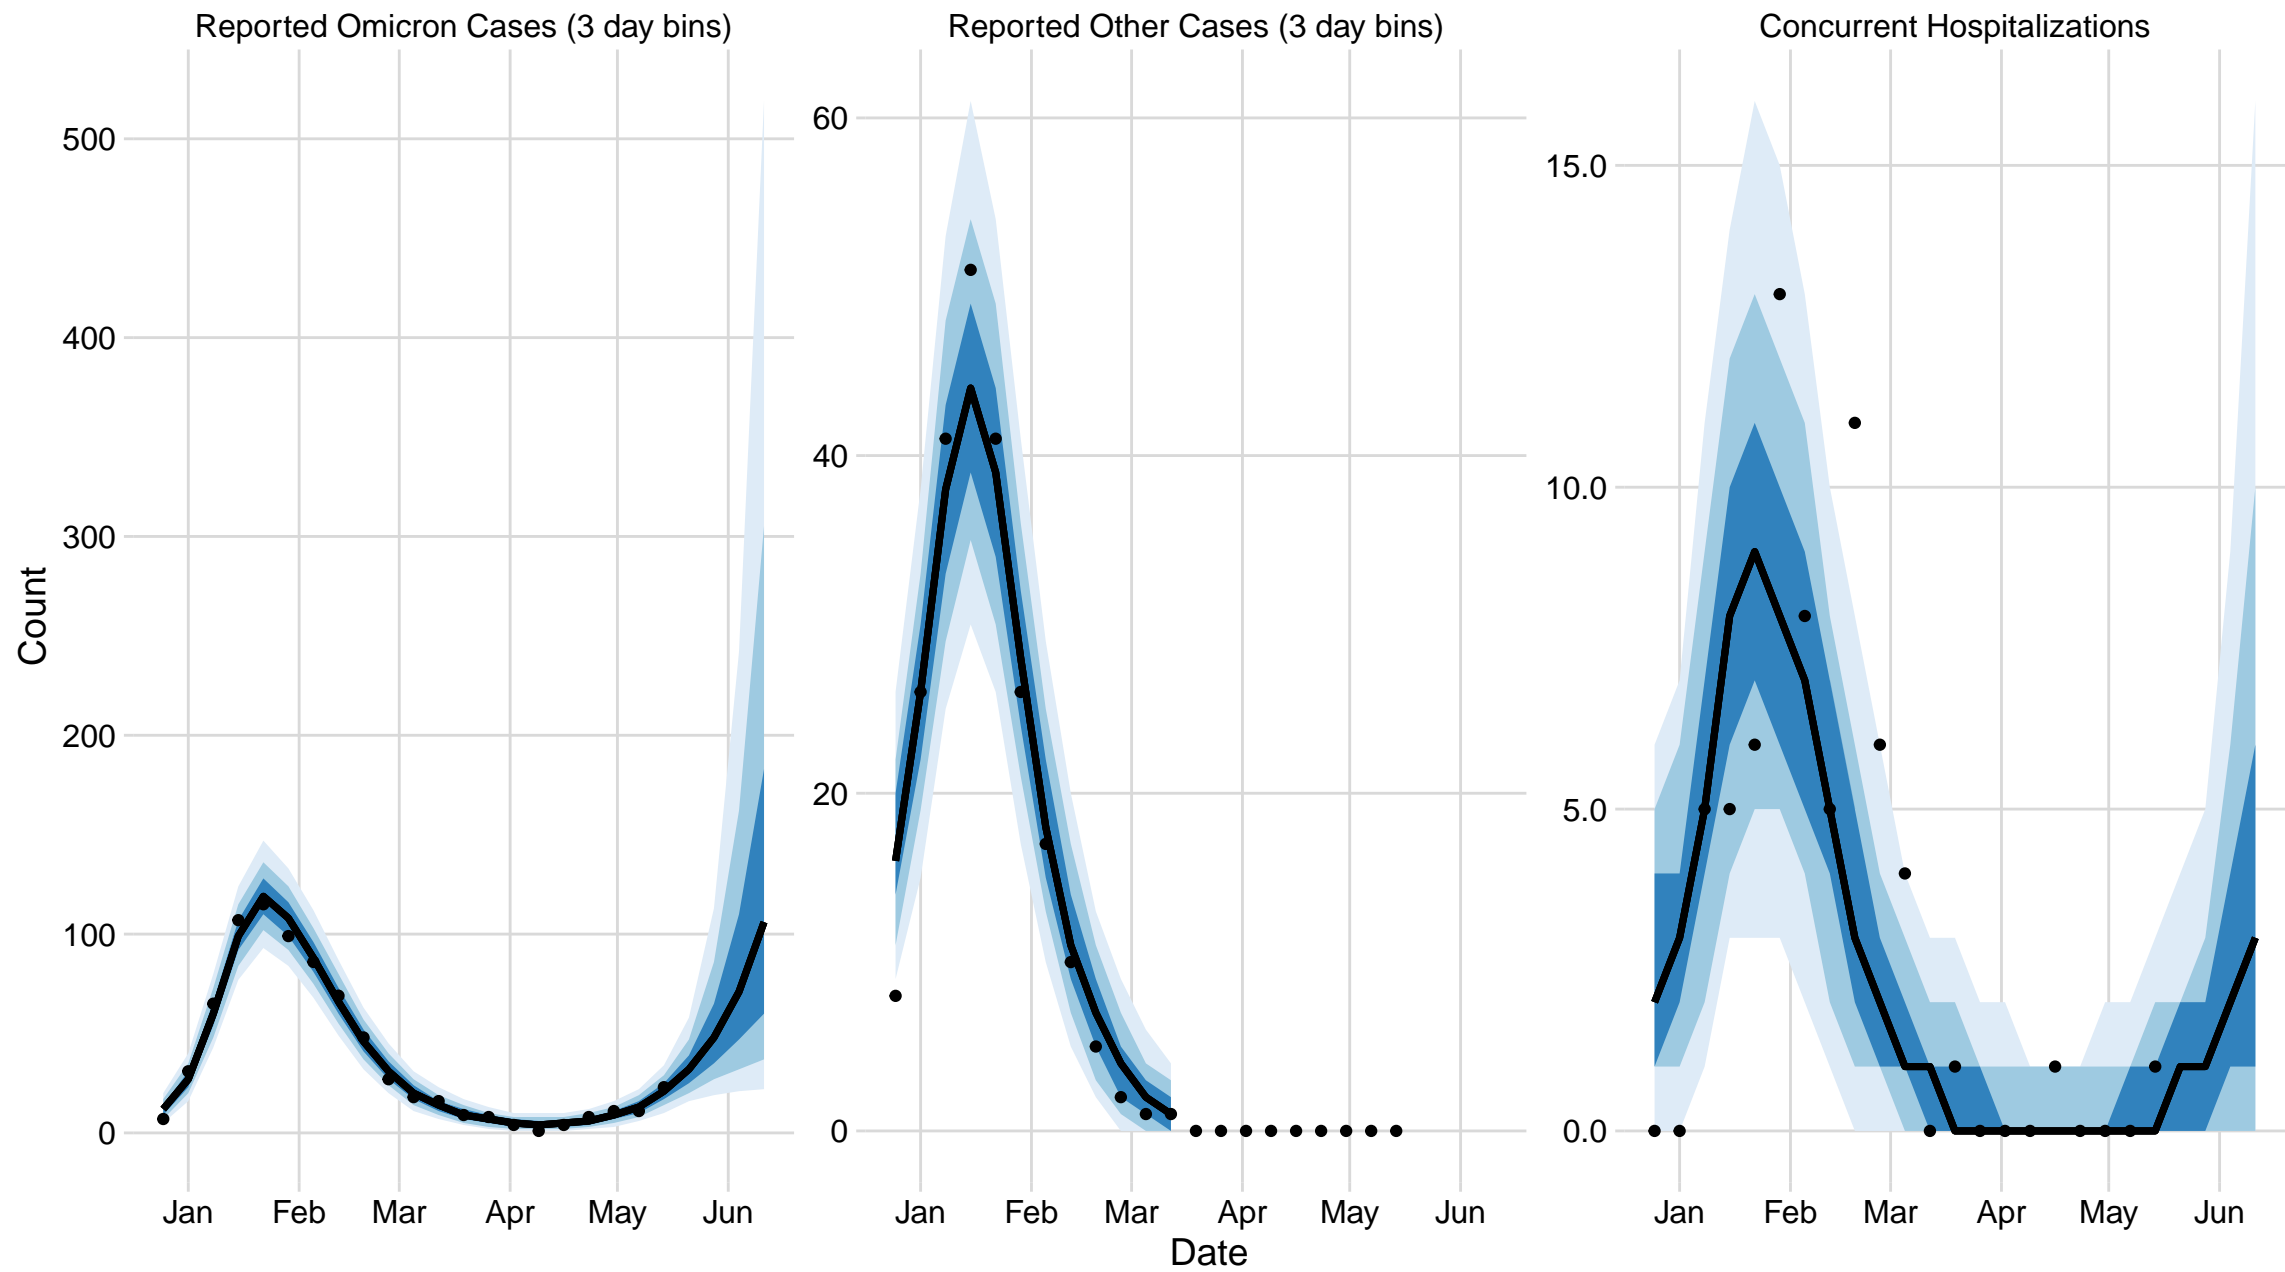 Reported Omicron Cases (3 day bins)
Reported Other Cases (3 day bins)
Concurrent Hospitalizations
Count
500
400
300
200
100
0
60
40
20
0
15.0
10.0
5.0
0.0
Jan Feb Mar Apr May Jun
Jan Feb Mar Apr May Jun
Jan Feb Mar Apr May Jun
Date